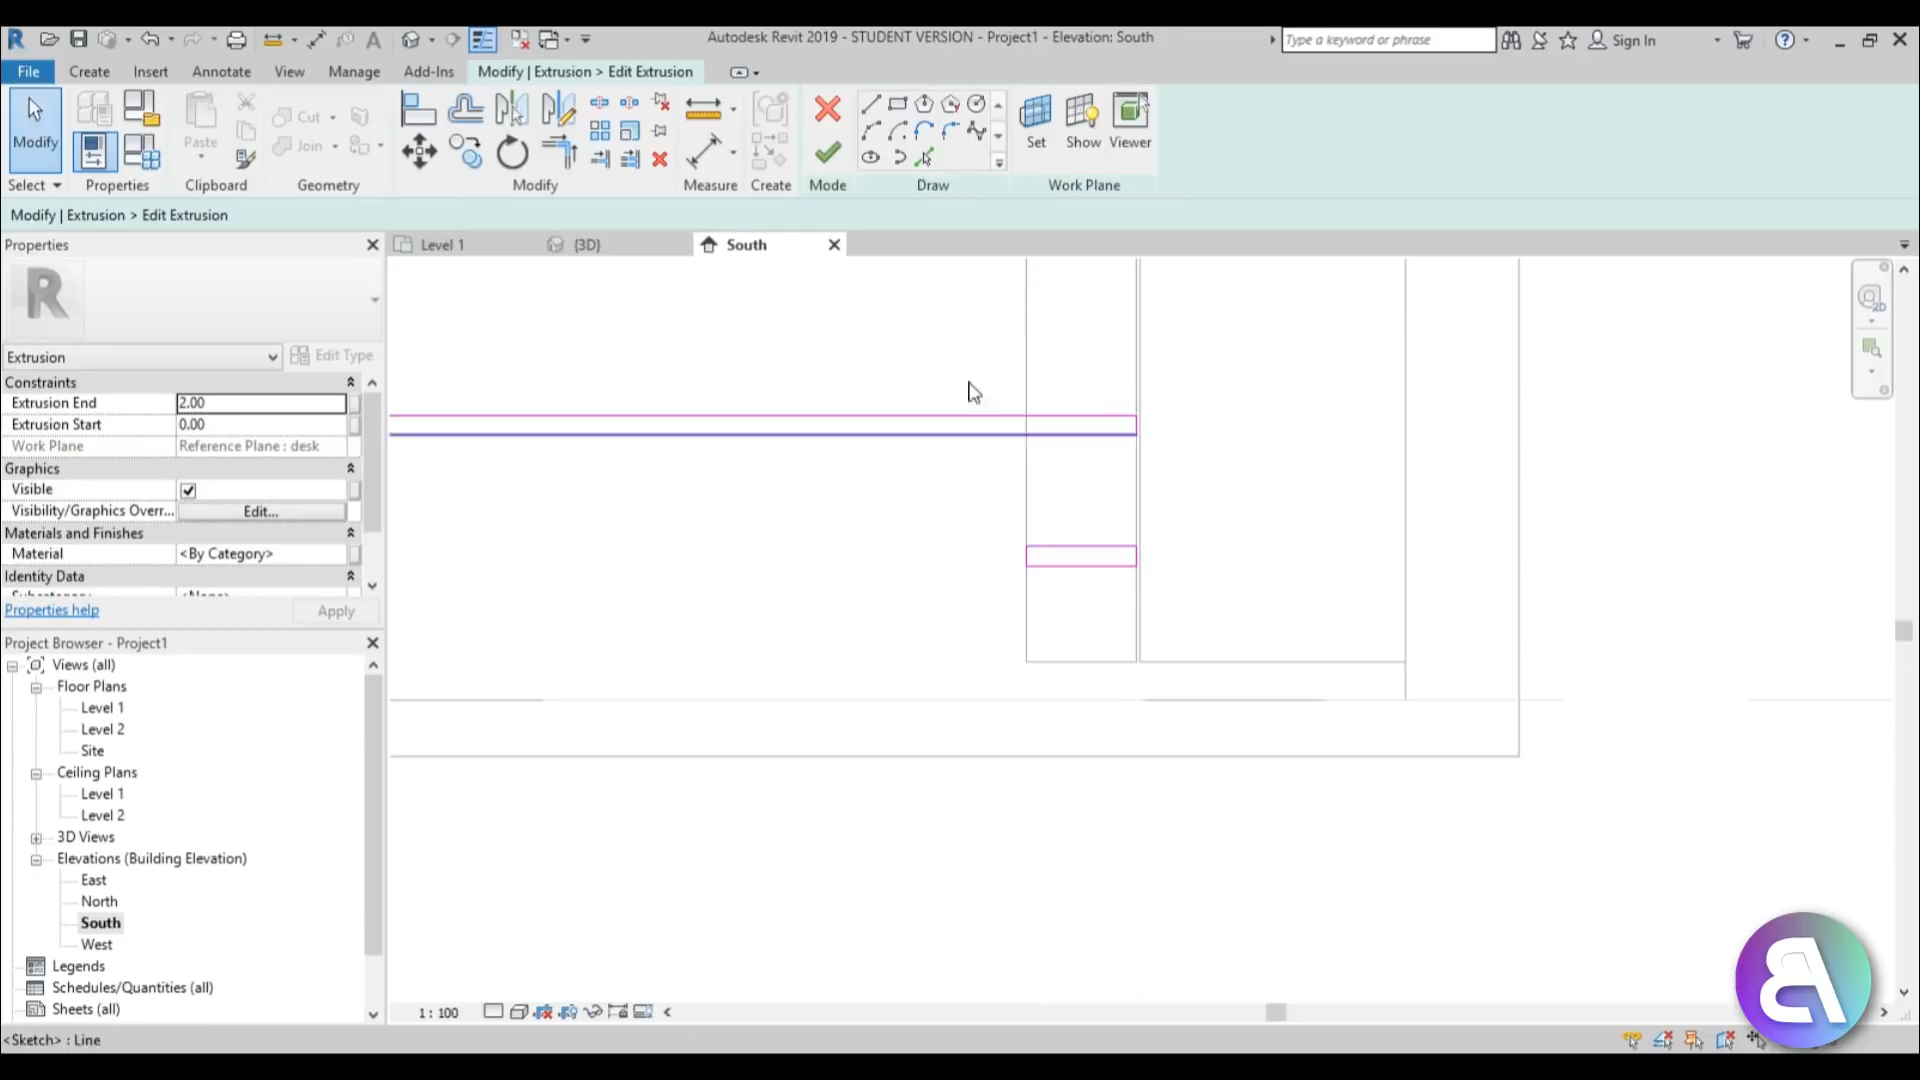 Autodesk Revit 2019 - STUDENT VERSION - Project1 - Elevation: South
Type a keyword or phrase
Sign In
File Create Insert Annotate View Manage Add-Ins Modify | Extrusion > Edit Extrusion
Modify
Paste
Cut
Join
Set Show Viewer
Select Properties Clipboard Geometry Modify Measure Create Mode Draw Work Plane
Modify | Extrusion > Edit Extrusion
Properties
Level 1
{3D}
South
Extrusion
Edit Type
Constraints
Extrusion End 2.00
Extrusion Start 0.00
Work Plane Reference Plane : desk
Graphics
Visible
Visibility/Graphics Overr... Edit...
Materials and Finishes
Material <By Category>
Identity Data
Properties help
Apply
Project Browser - Project1
Views (all)
Floor Plans
Level 1
Level 2
Site
Ceiling Plans
Level 1
Level 2
3D Views
Elevations (Building Elevation)
East
North
South
West
Legends
Schedules/Quantities (all)
Sheets (all)
1 : 100
<Sketch> : Line